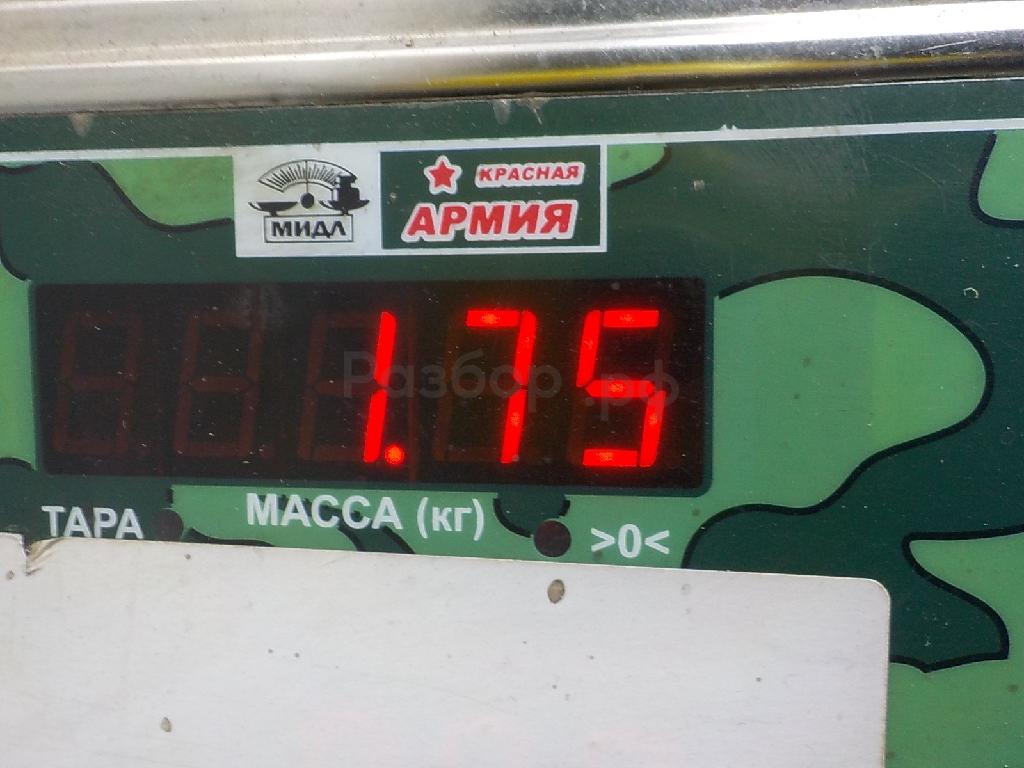 КРАСНАЯ
АРМИЯ
МИДЛ
1.75
Разбор.рф
ТАРА
МАССА (кг)
>0<